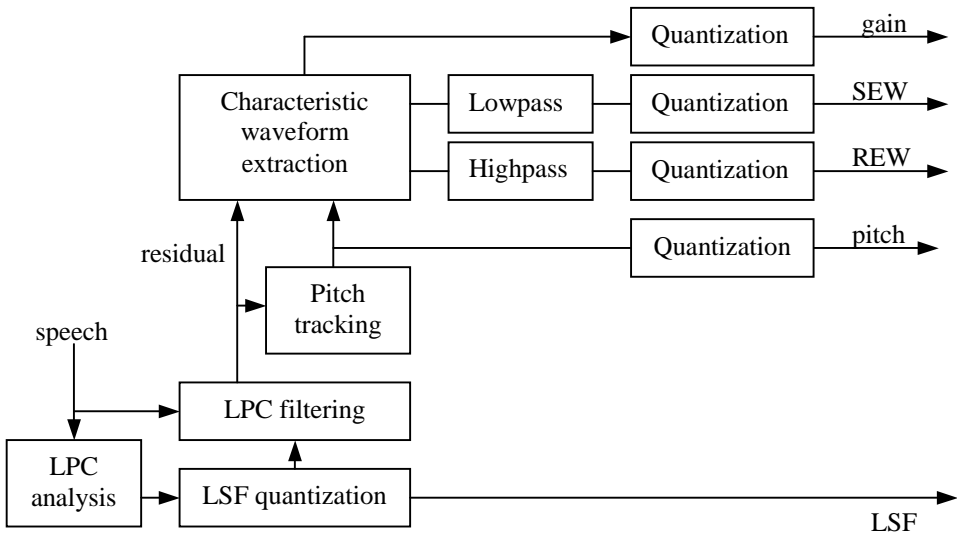 Quantization
gain
Characteristic
waveform
extraction
Lowpass
Quantization
SEW
Highpass
Quantization
REW
residual
Quantization
pitch
Pitch
tracking
speech
LPC filtering
LPC
analysis
LSF quantization
LSF